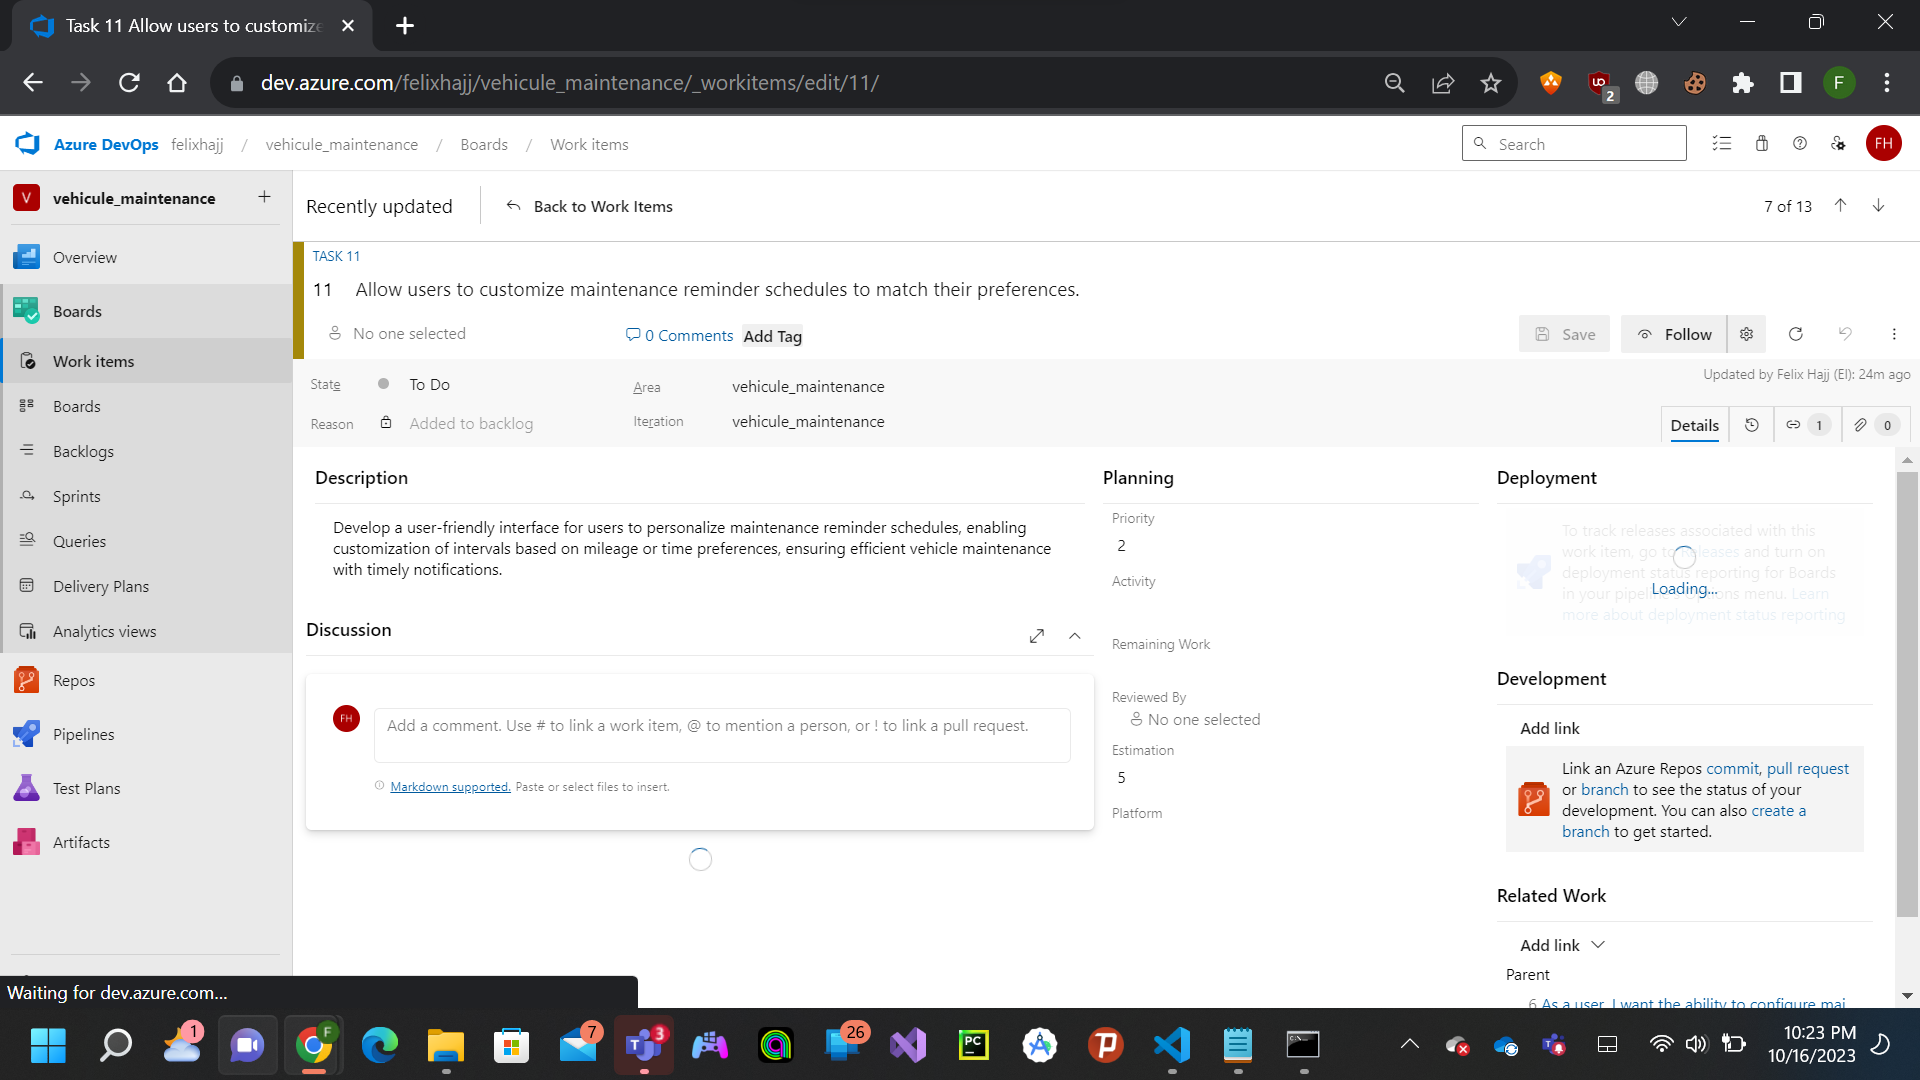 Task 11 Allow users to customize
dev.azure.com/felixhajj/vehicule_maintenance/_workitems/edit/11/
2
F
Azure DevOps felixhajj / vehicule_maintenance / Boards / Work items
Search
FH
V vehicule_maintenance
Overview
Boards
Work items
Boards
Backlogs
Sprints
Queries
Delivery Plans
Analytics views
Repos
Pipelines
Test Plans
Artifacts
Recently updated
Back to Work Items
7 of 13
TASK 11
11 Allow users to customize maintenance reminder schedules to match their preferences.
No one selected
0 Comments
Add Tag
Save
Follow
State To Do
Area vehicule_maintenance
Updated by Felix Hajj (EI): 24m ago
Reason Added to backlog
Iteration vehicule_maintenance
Details
1
0
Description
Develop a user-friendly interface for users to personalize maintenance reminder schedules, enabling
customization of intervals based on mileage or time preferences, ensuring efficient vehicle maintenance
with timely notifications.
Discussion
FH
Add a comment. Use # to link a work item, @ to mention a person, or ! to link a pull request.
Markdown supported. Paste or select files to insert.
Planning
Priority
2
Activity
Remaining Work
Reviewed By
No one selected
Estimation
5
Platform
Deployment
To track releases associated with this
work item, go to Releases and turn on
deployment status reporting for Boards
in your pipeline's Options menu. Learn
more about deployment status reporting
Loading...
Development
Add link
Link an Azure Repos commit, pull request
or branch to see the status of your
development. You can also create a
branch to get started.
Related Work
Add link
Parent
6 As a user, I want the ability to configure mai
Waiting for dev.azure.com...
1
F
7
3
26
PC
10:23 PM
10/16/2023